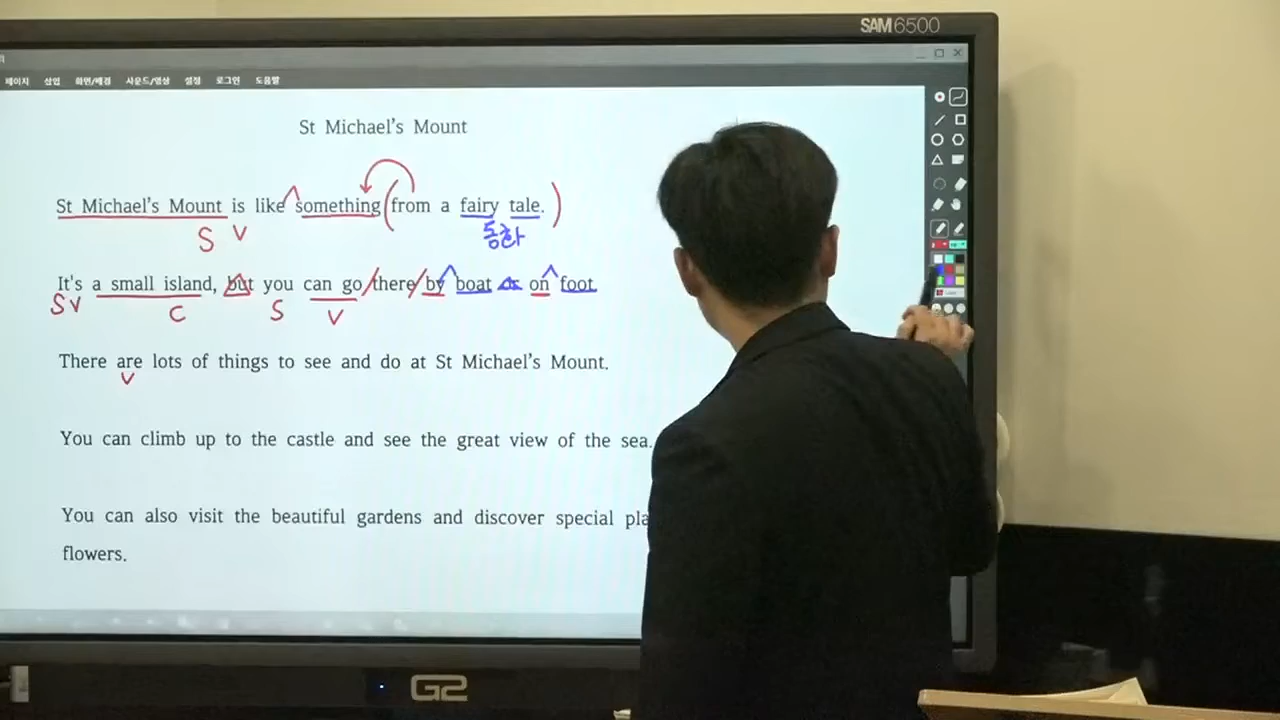 SAM6500
페이지 삽입 화면/배경 사운드/영상 설정 로그인 도움말
St Michael's Mount
St Michael's Mount is like something (from a fairy tale.)
S V 동화
It's a small island, but you can go/there/by boat or on foot.
SV C S V
There are lots of things to see and do at St Michael's Mount.
V
You can climb up to the castle and see the great view of the sea.
You can also visit the beautiful gardens and discover special
flowers.
G2